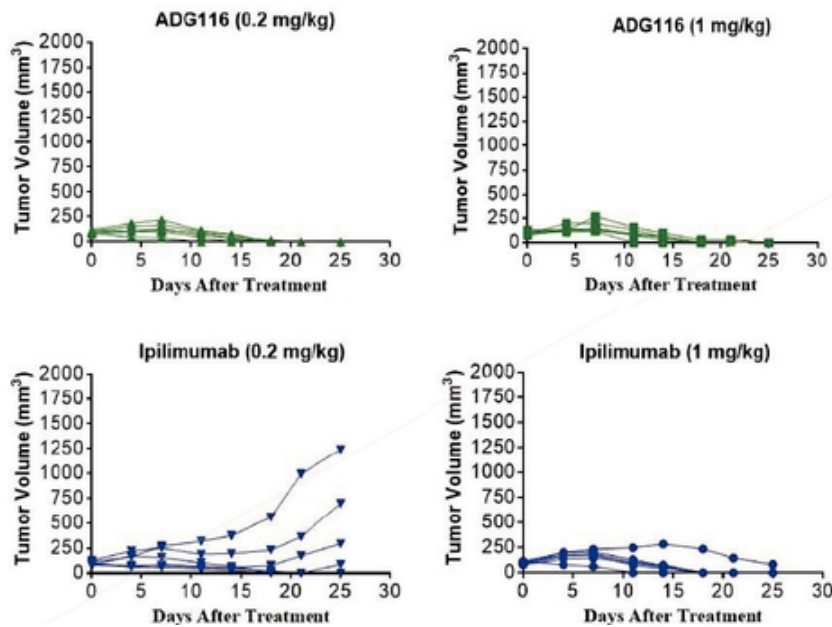 ADG116 (0.2 mg/kg)
Tumor Volume (mm³)
2000
1750
1500
1250
1000
750
500
250
0
0 5 10 15 20 25 30
Days After Treatment
ADG116 (1 mg/kg)
Tumor Volume (mm³)
2000
1750
1500
1250
1000
750
500
250
0
0 5 10 15 20 25 30
Days After Treatment
Ipilimumab (0.2 mg/kg)
Tumor Volume (mm³)
2000
1750
1500
1250
1000
750
500
250
0
0 5 10 15 20 25 30
Days After Treatment
Ipilimumab (1 mg/kg)
Tumor Volume (mm³)
2000
1750
1500
1250
1000
750
500
250
0
0 5 10 15 20 25 30
Days After Treatment